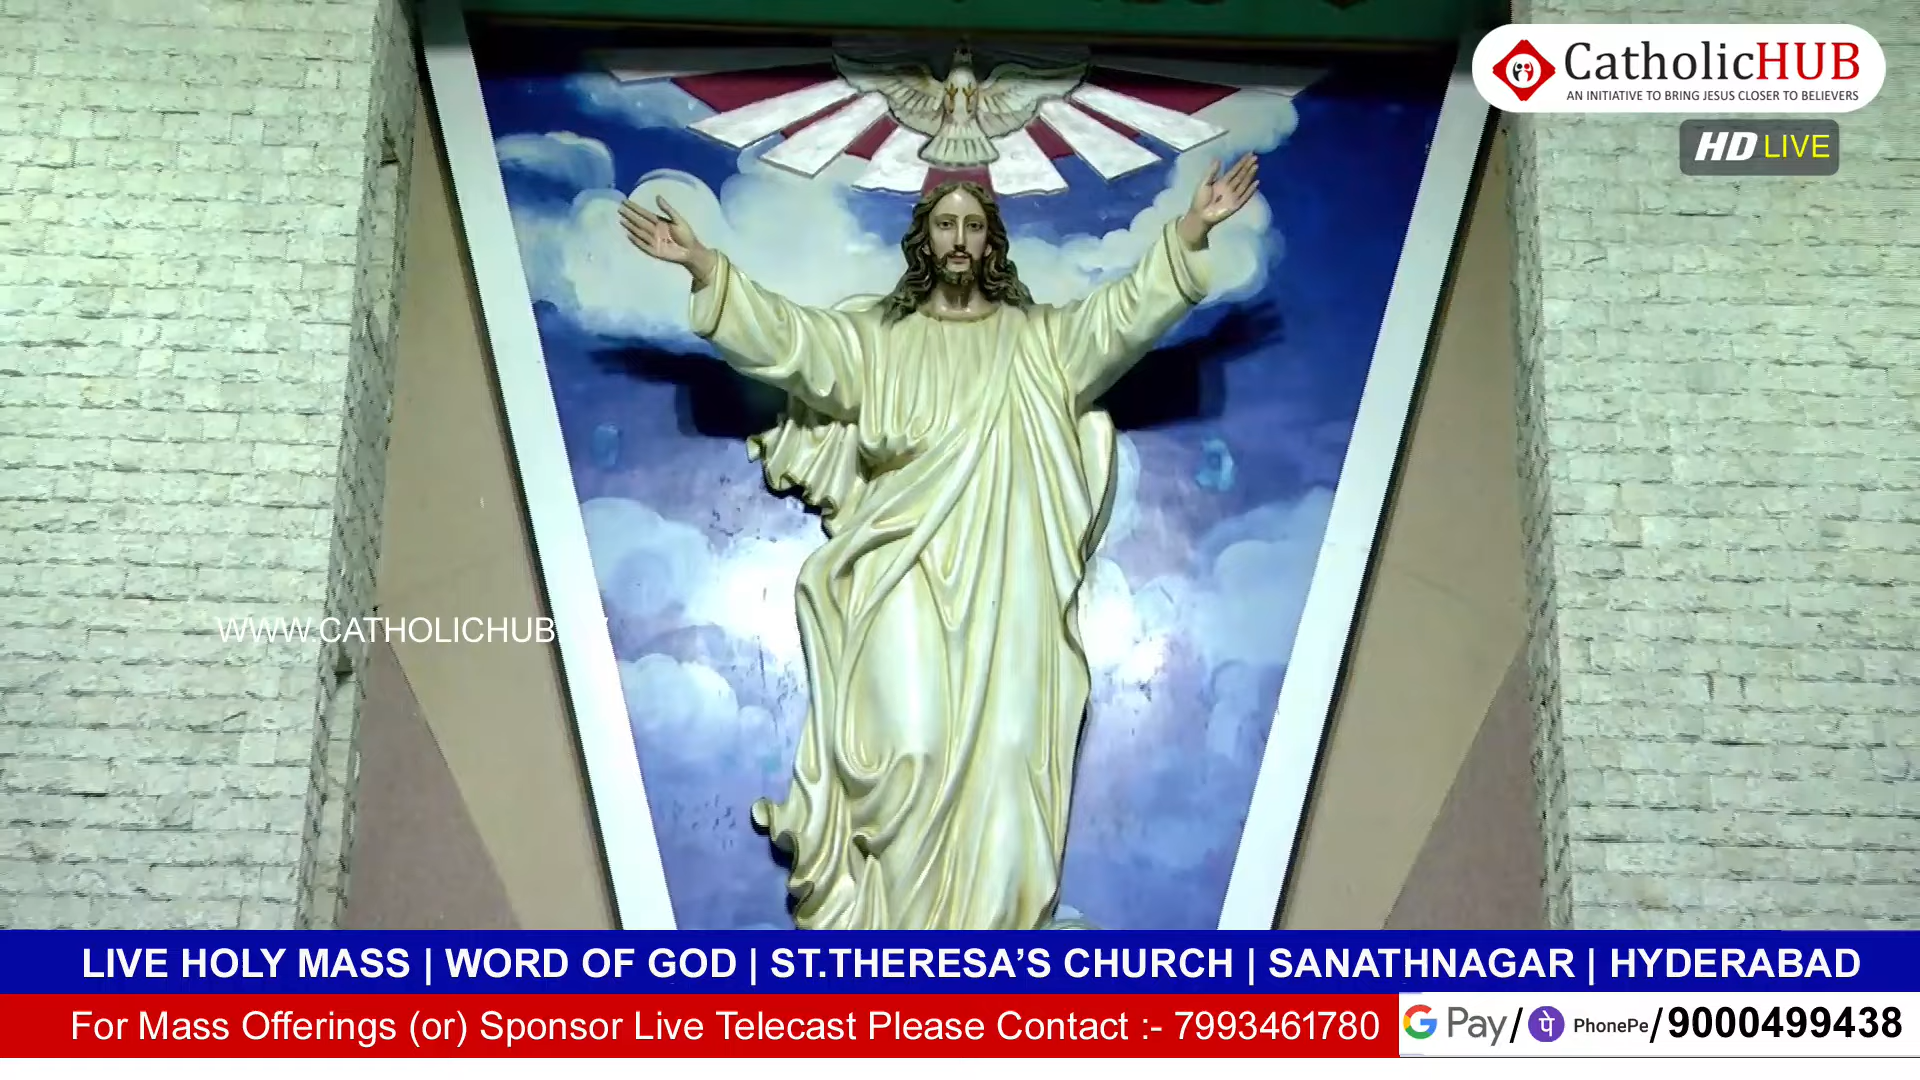 CatholicHUB
AN INITIATIVE TO BRING JESUS CLOSER TO BELIEVERS
HD LIVE
WWW.CATHOLICHUB
LIVE HOLY MASS | WORD OF GOD | ST.THERESA’S CHURCH | SANATHNAGAR | HYDERABAD
For Mass Offerings (or) Sponsor Live Telecast Please Contact :- 7993461780 G Pay/ पे PhonePe/9000499438